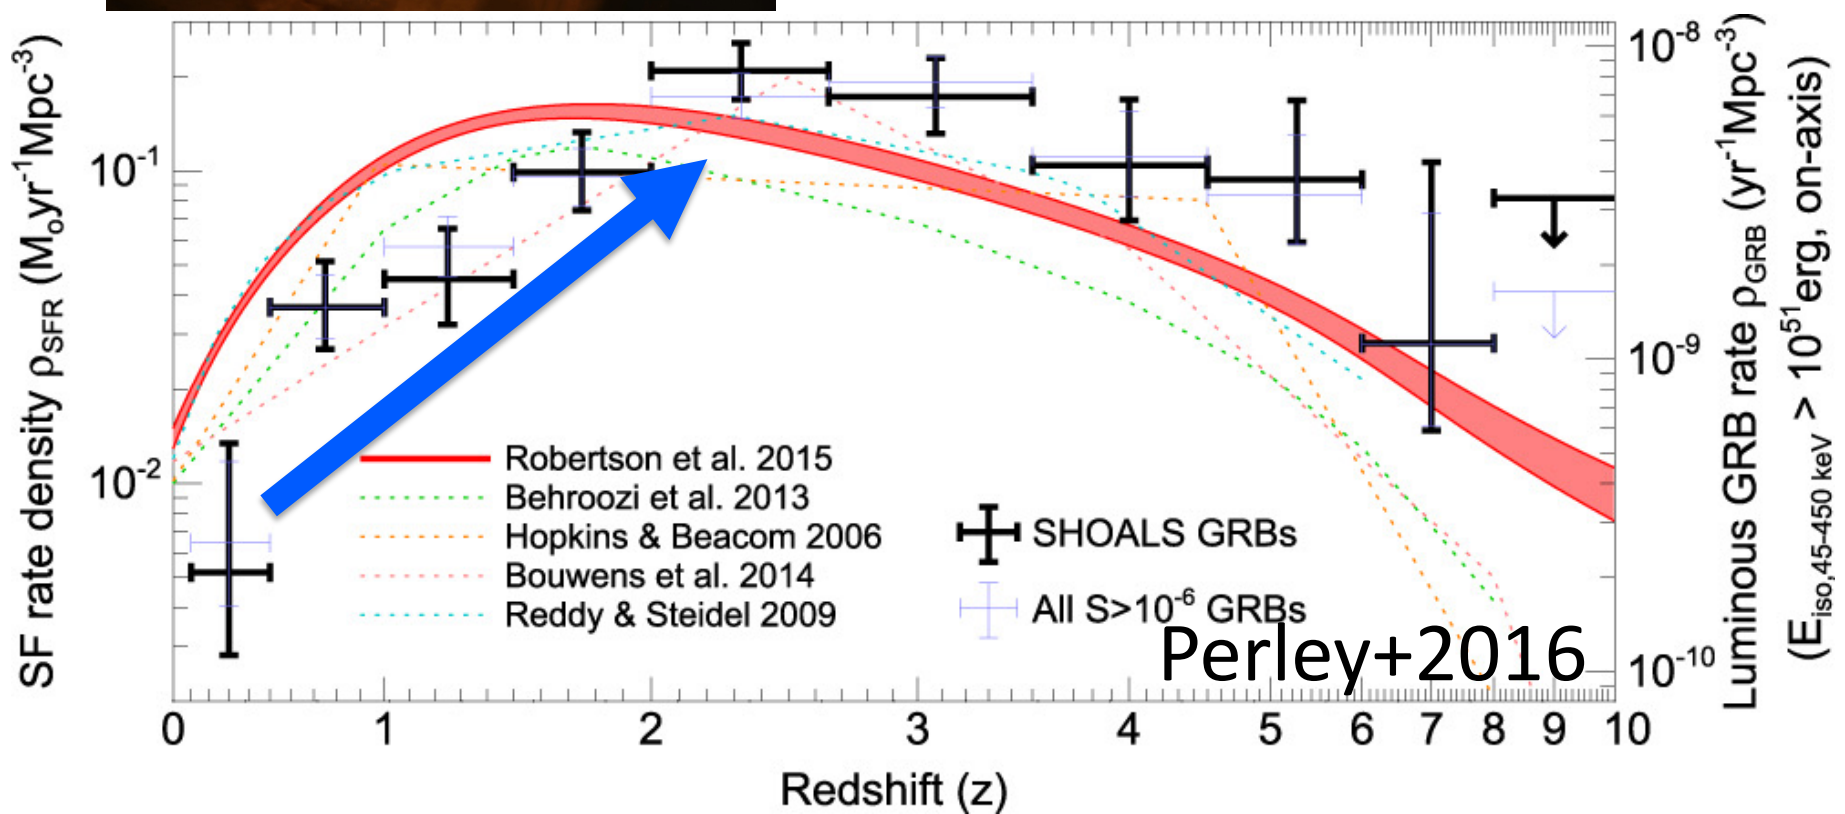 SF rate density ρSFR (Moyr-1Mpc-3)
10-1
10-2
Robertson et al. 2015
Behroozi et al. 2013
Hopkins & Beacom 2006
Bouwens et al. 2014
Reddy & Steidel 2009
SHOALS GRBs
All S>10-6 GRBs
Perley+2016
10-8
10-9
10-10
Luminous GRB rate ρGRB (yr-1Mpc-3)
(Eiso,45-450 keV > 1051 erg, on-axis)
0 1 2 3 4 5 6 7 8 9 10
Redshift (z)